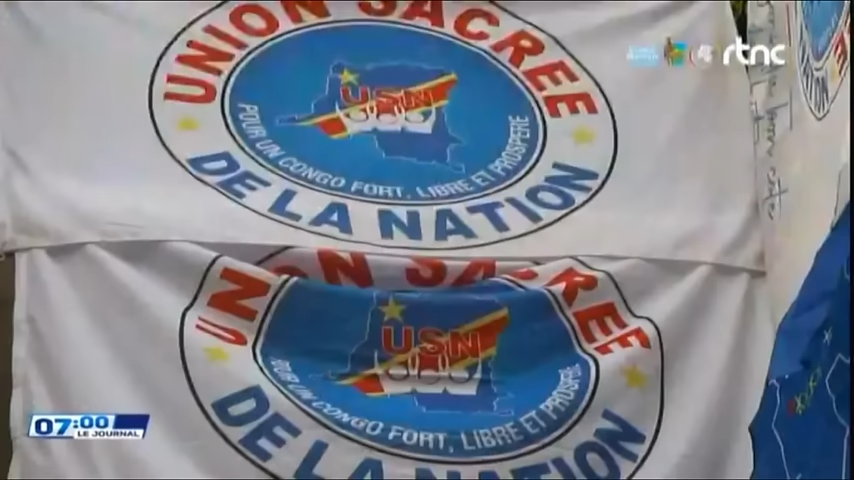 UNION SACREE
USN
POUR UN CONGO FORT, LIBRE ET PROSPERE
DE LA NATION
rtnc
UNION SACREE
USN
POUR UN CONGO FORT, LIBRE ET PROSPERE
DE LA NATION
07:00
LE JOURNAL